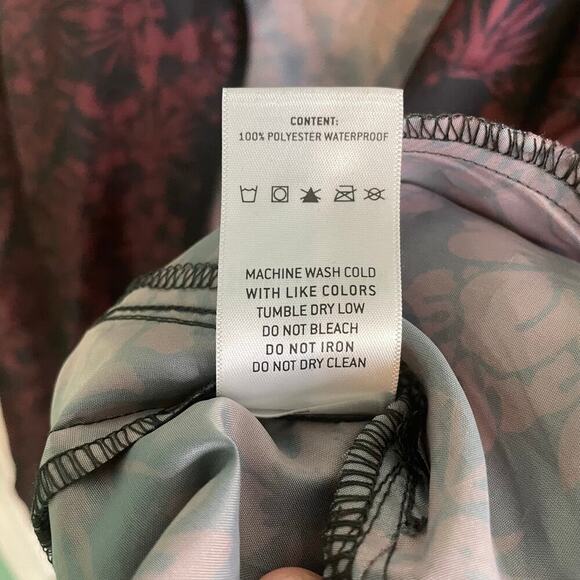 CONTENT:
100% POLYESTER WATERPROOF
MACHINE WASH COLD
WITH LIKE COLORS
TUMBLE DRY LOW
DO NOT BLEACH
DO NOT IRON
DO NOT DRY CLEAN